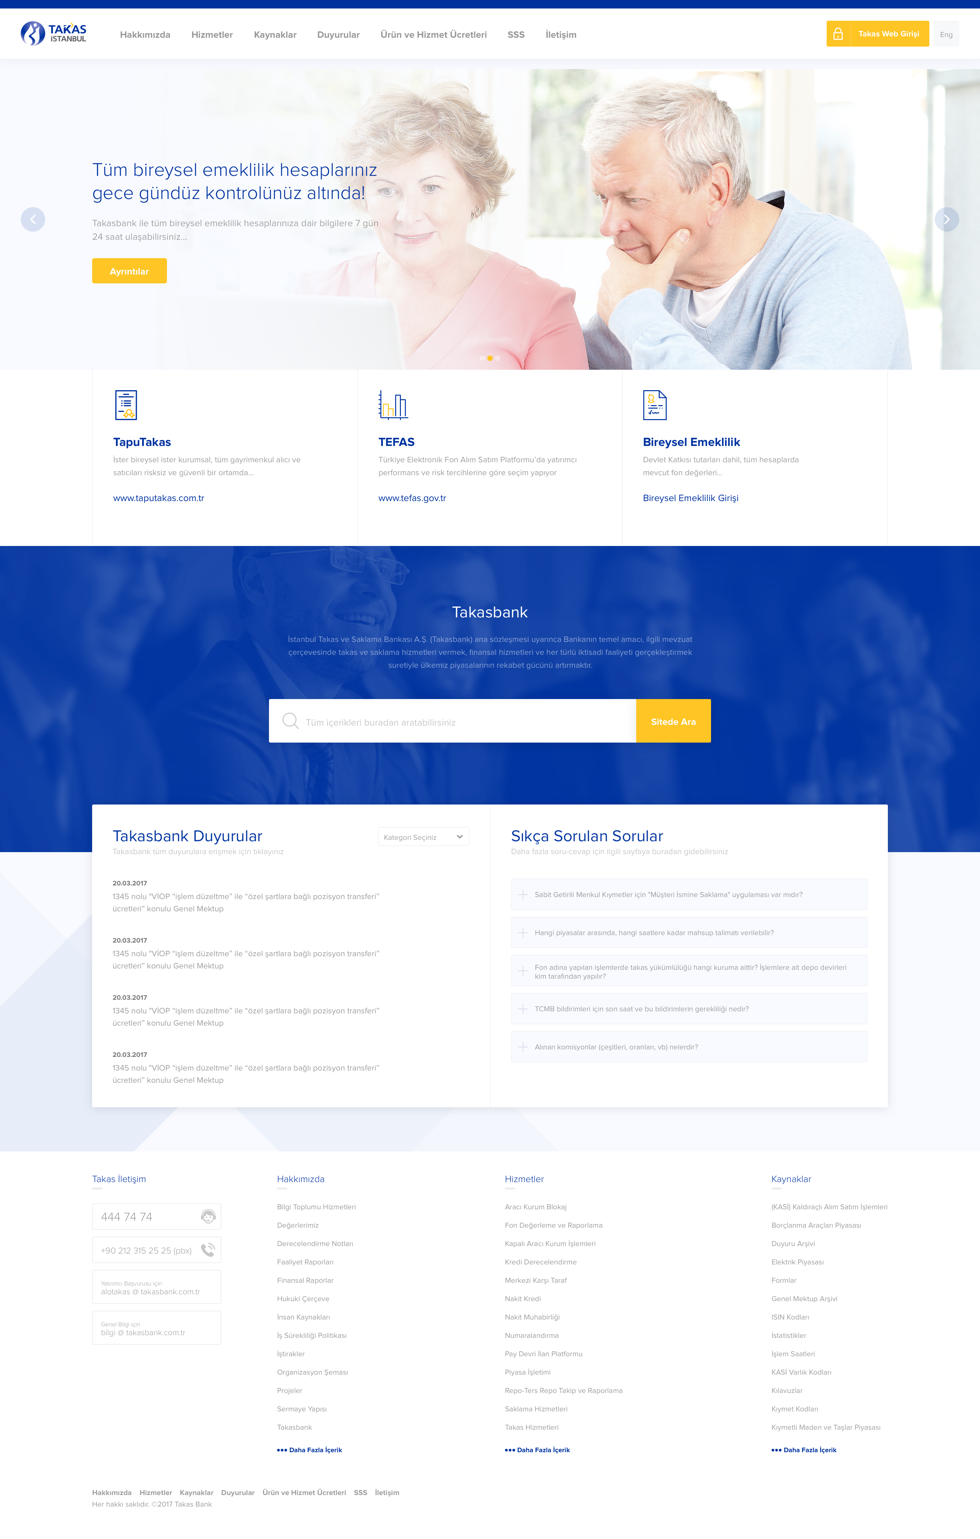 TAKAS
İSTANBUL
Hakkımızda
Hizmetler
Kaynaklar
Duyurular
Ürün ve Hizmet Ücretleri
SSS
İletişim
Takas Web Girişi
Eng
Tüm bireysel emeklilik hesaplarınız
gece gündüz kontrolünüz altında!
Takasbank ile tüm bireysel emeklilik hesaplarınıza dair bilgilere 7 gün
24 saat ulaşabilirsiniz...
Ayrıntılar
TapuTakas
İster bireysel ister kurumsal, tüm gayrimenkul alıcı ve
satıcıları risksiz ve güvenli bir ortamda...
www.taputakas.com.tr
TEFAS
Türkiye Elektronik Fon Alım Satım Platformu'da yatırımcı
performans ve risk tercihlerine göre seçim yapıyor
www.tefas.gov.tr
Bireysel Emeklilik
Devlet Katkısı tutarları dahil, tüm hesaplarda
mevcut fon değerleri...
Bireysel Emeklilik Girişi
Takasbank
İstanbul Takas ve Saklama Bankası A.Ş. (Takasbank) ana sözleşmesi uyarınca Bankanın temel amacı, ilgili mevzuat
çerçevesinde takas ve saklama hizmetleri vermek, finansal hizmetleri ve her türlü iktisadi faaliyeti gerçekleştirmek
suretiyle ülkemiz piyasalarının rekabet gücünü artırmaktır.
Tüm içerikleri buradan aratabilirsiniz
Sitede Ara
Takasbank Duyurular
Kategori Seçiniz
Takasbank tüm duyurulara erişmek için tıklayınız
20.03.2017
1345 nolu "VİOP "işlem düzeltme" ile "özel şartlara bağlı pozisyon transferi"
ücretleri" konulu Genel Mektup
20.03.2017
1345 nolu "VİOP "işlem düzeltme" ile "özel şartlara bağlı pozisyon transferi"
ücretleri" konulu Genel Mektup
20.03.2017
1345 nolu "VİOP "işlem düzeltme" ile "özel şartlara bağlı pozisyon transferi"
ücretleri" konulu Genel Mektup
20.03.2017
1345 nolu "VİOP "işlem düzeltme" ile "özel şartlara bağlı pozisyon transferi"
ücretleri" konulu Genel Mektup
Sıkça Sorulan Sorular
Daha fazla soru-cevap için ilgili sayfaya buradan gidebilirsiniz
Sabit Getirili Menkul Kıymetler için "Müşteri İsmine Saklama" uygulaması var mıdır?
Hangi piyasalar arasında, hangi saatlere kadar mahsup talimatı verilebilir?
Fon adına yapılan işlemlerde takas yükümlülüğü hangi kuruma aittir? İşlemlere ait depo devirleri
kim tarafından yapılır?
TCMB bildirimleri için son saat ve bu bildirimlerin gerekliliği nedir?
Alınan komisyonlar (çeşitleri, oranları, vb) nelerdir?
Takas İletişim
444 74 74
+90 212 315 25 25 (pbx)
Yatırımcı Başvurusu için
alotakas @ takasbank.com.tr
Genel Bilgi için
bilgi @ takasbank.com.tr
Hakkımızda
Bilgi Toplumu Hizmetleri
Değerlerimiz
Derecelendirme Notları
Faaliyet Raporları
Finansal Raporlar
Hukuki Çerçeve
İnsan Kaynakları
İş Sürekliliği Politikası
İştirakler
Organizasyon Şeması
Projeler
Sermaye Yapısı
Takasbank
Daha Fazla İçerik
Hizmetler
Aracı Kurum Blokaj
Fon Değerleme ve Raporlama
Kapalı Aracı Kurum İşlemleri
Kredi Derecelendirme
Merkezi Karşı Taraf
Nakit Kredi
Nakit Muhabirliği
Numaralandırma
Pay Devri İlan Platformu
Piyasa İşletimi
Repo-Ters Repo Takip ve Raporlama
Saklama Hizmetleri
Takas Hizmetleri
Daha Fazla İçerik
Kaynaklar
(KASİ) Kaldıraçlı Alım Satım İşlemleri
Borçlanma Araçları Piyasası
Duyuru Arşivi
Elektrik Piyasası
Formlar
Genel Mektup Arşivi
ISIN Kodları
İstatistikler
İşlem Saatleri
KASİ Varlık Kodları
Kılavuzlar
Kıymet Kodları
Kıymetli Maden ve Taşlar Piyasası
Daha Fazla İçerik
Hakkımızda
Hizmetler
Kaynaklar
Duyurular
Ürün ve Hizmet Ücretleri
SSS
İletişim
Her hakkı saklıdır. ©2017 Takas Bank